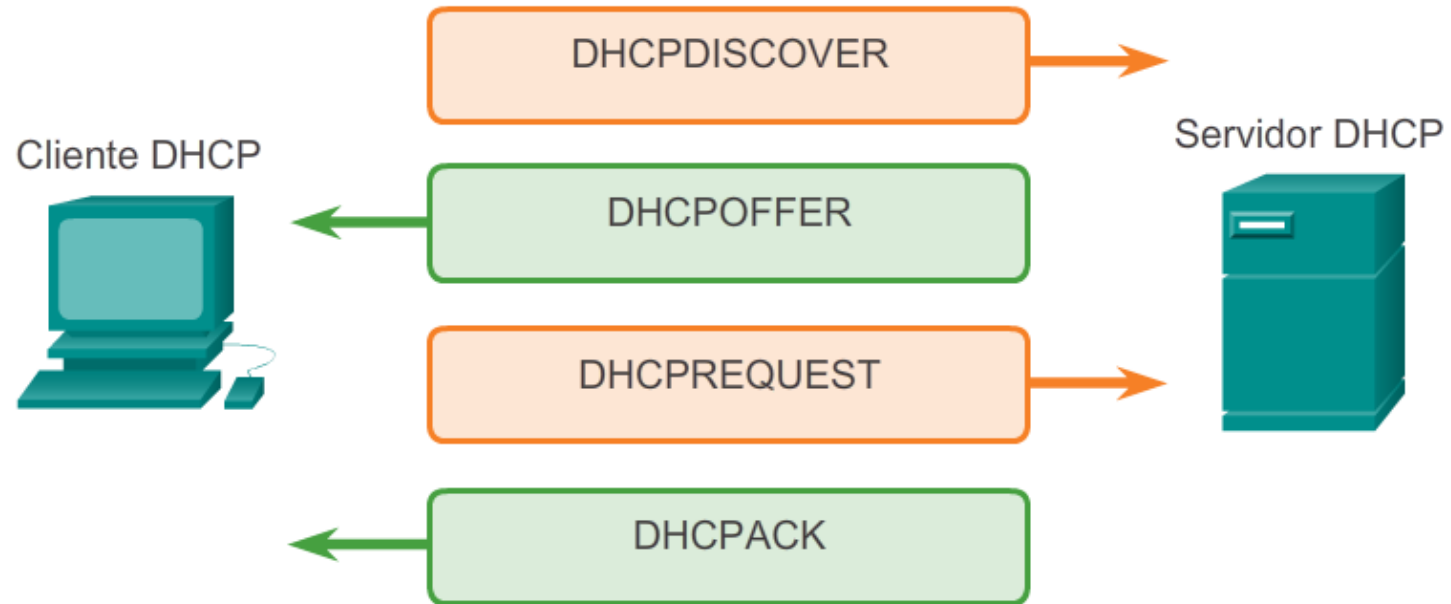 DHCPDISCOVER
Cliente DHCP
Servidor DHCP
DHCPOFFER
DHCPREQUEST
DHCPACK